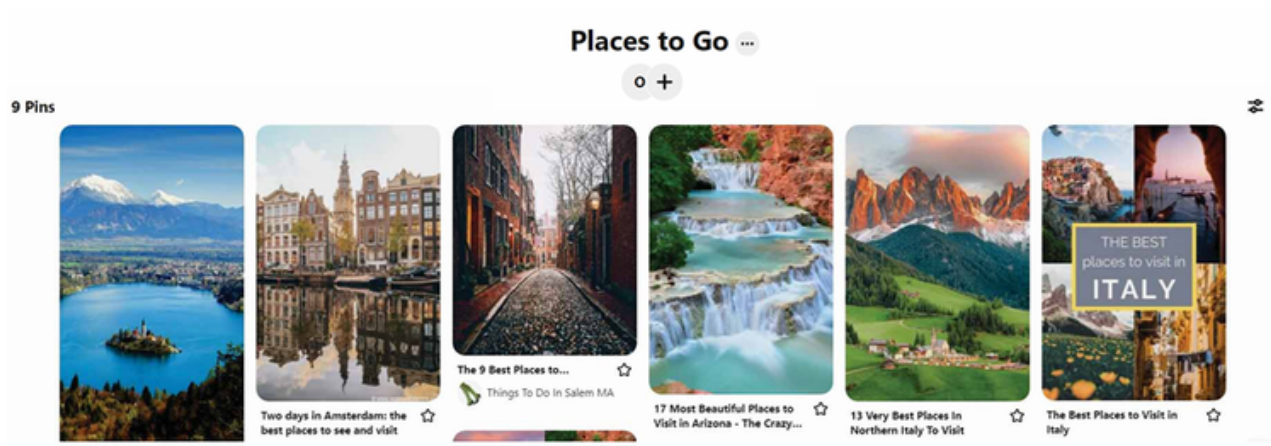 Places to Go
9 Pins
THE BEST
places to visit in
ITALY
The 9 Best Places to...
Things To Do In Salem MA
Two days in Amsterdam: the
best places to see and visit
17 Most Beautiful Places to
Visit in Arizona - The Crazy...
13 Very Best Places In
Northern Italy To Visit
The Best Places to Visit in
Italy